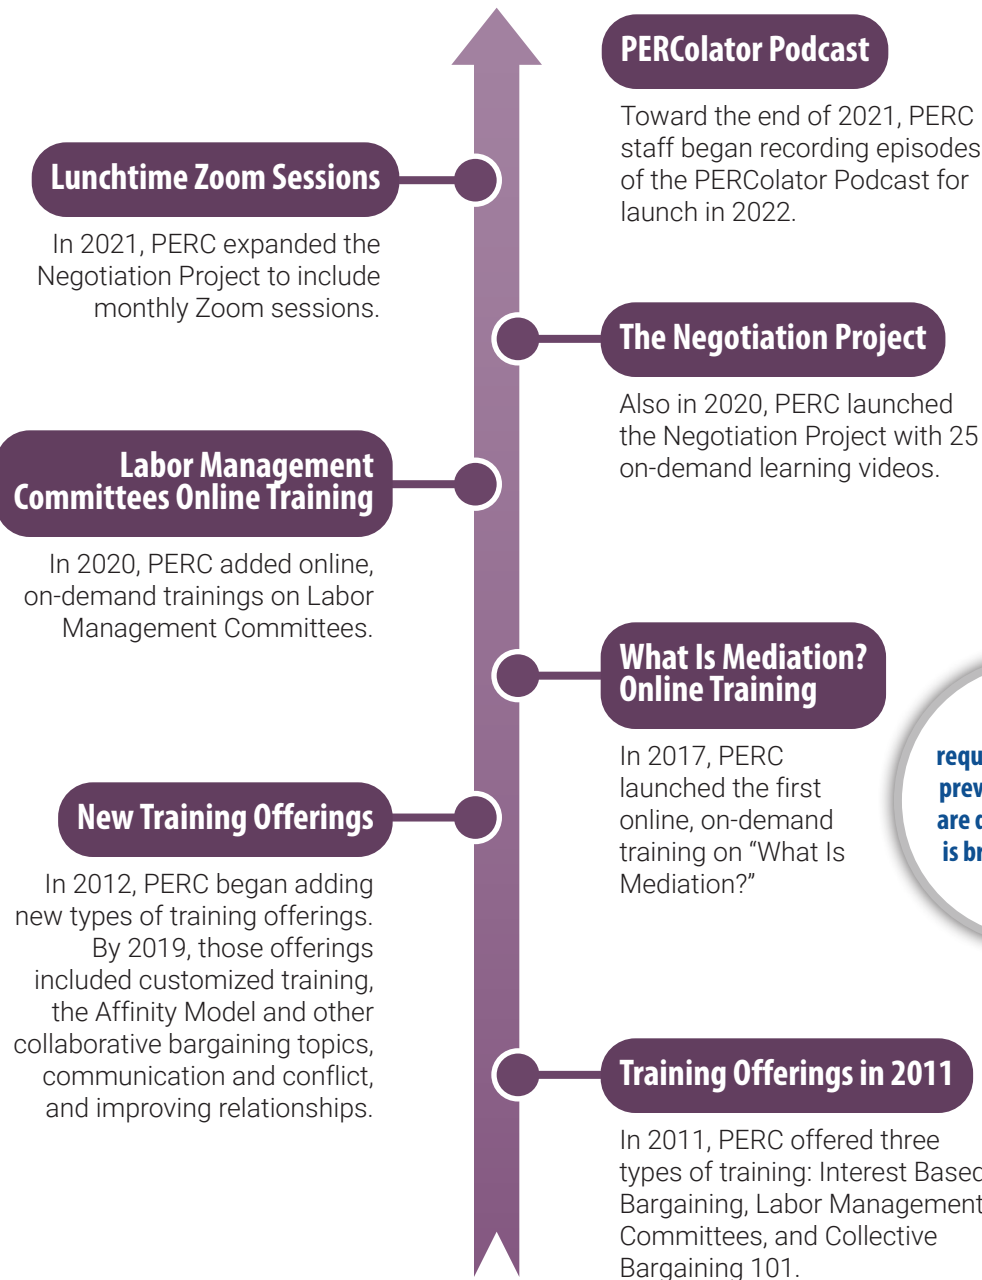 PERColator Podcast
Toward the end of 2021, PERC
staff began recording episodes
of the PERColator Podcast for
launch in 2022.
Lunchtime Zoom Sessions
In 2021, PERC expanded the
Negotiation Project to include
monthly Zoom sessions.
The Negotiation Project
Also in 2020, PERC launched
the Negotiation Project with 25
on-demand learning videos.
Labor Management
Committees Online Training
In 2020, PERC added online,
on-demand trainings on Labor
Management Committees.
What Is Mediation?
Online Training
In 2017, PERC
launched the first
online, on-demand
training on “What Is
Mediation?”
New Training Offerings
In 2012, PERC began adding
new types of training offerings.
By 2019, those offerings
included customized training,
the Affinity Model and other
collaborative bargaining topics,
communication and conflict,
and improving relationships.
are
is
Training Offerings in 2011
In 2011, PERC offered three
types of training: Interest Based
Bargaining, Labor Management
Committees, and Collective
Bargaining 101.